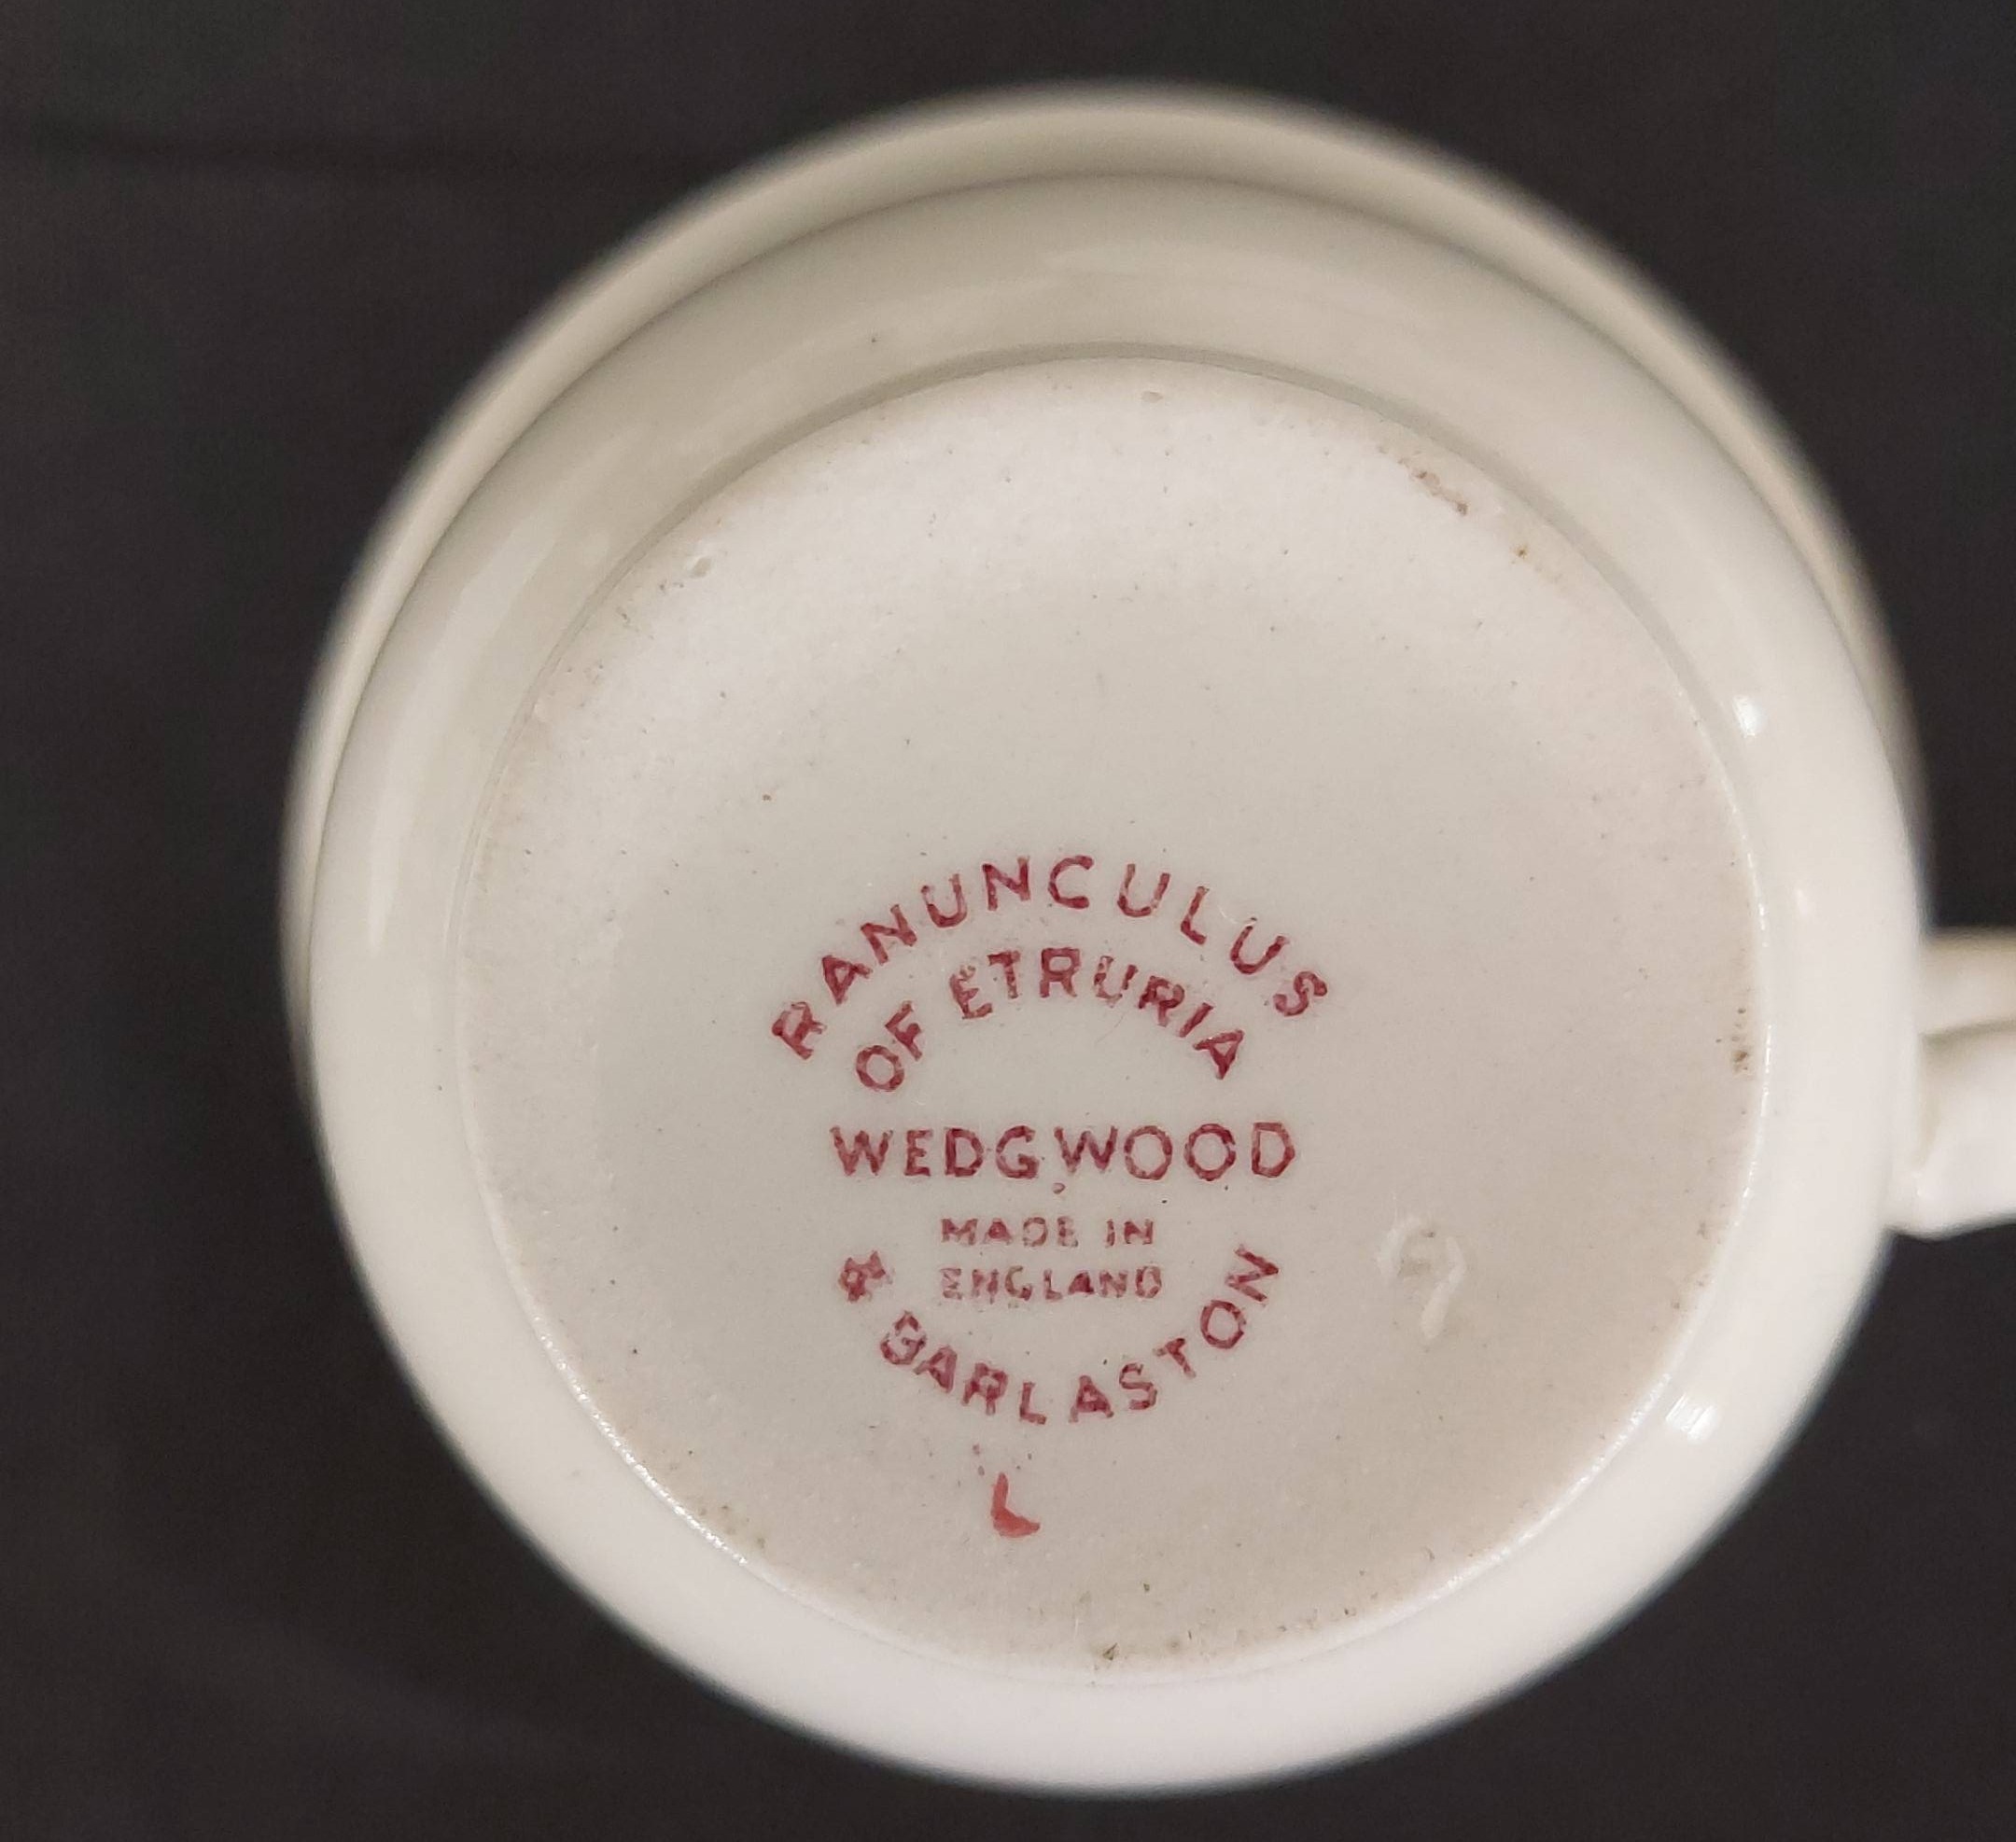 RANUNCULUS
OF ETRURIA
WEDGWOOD
MADE IN
ENGLAND
& BARLASTON
L